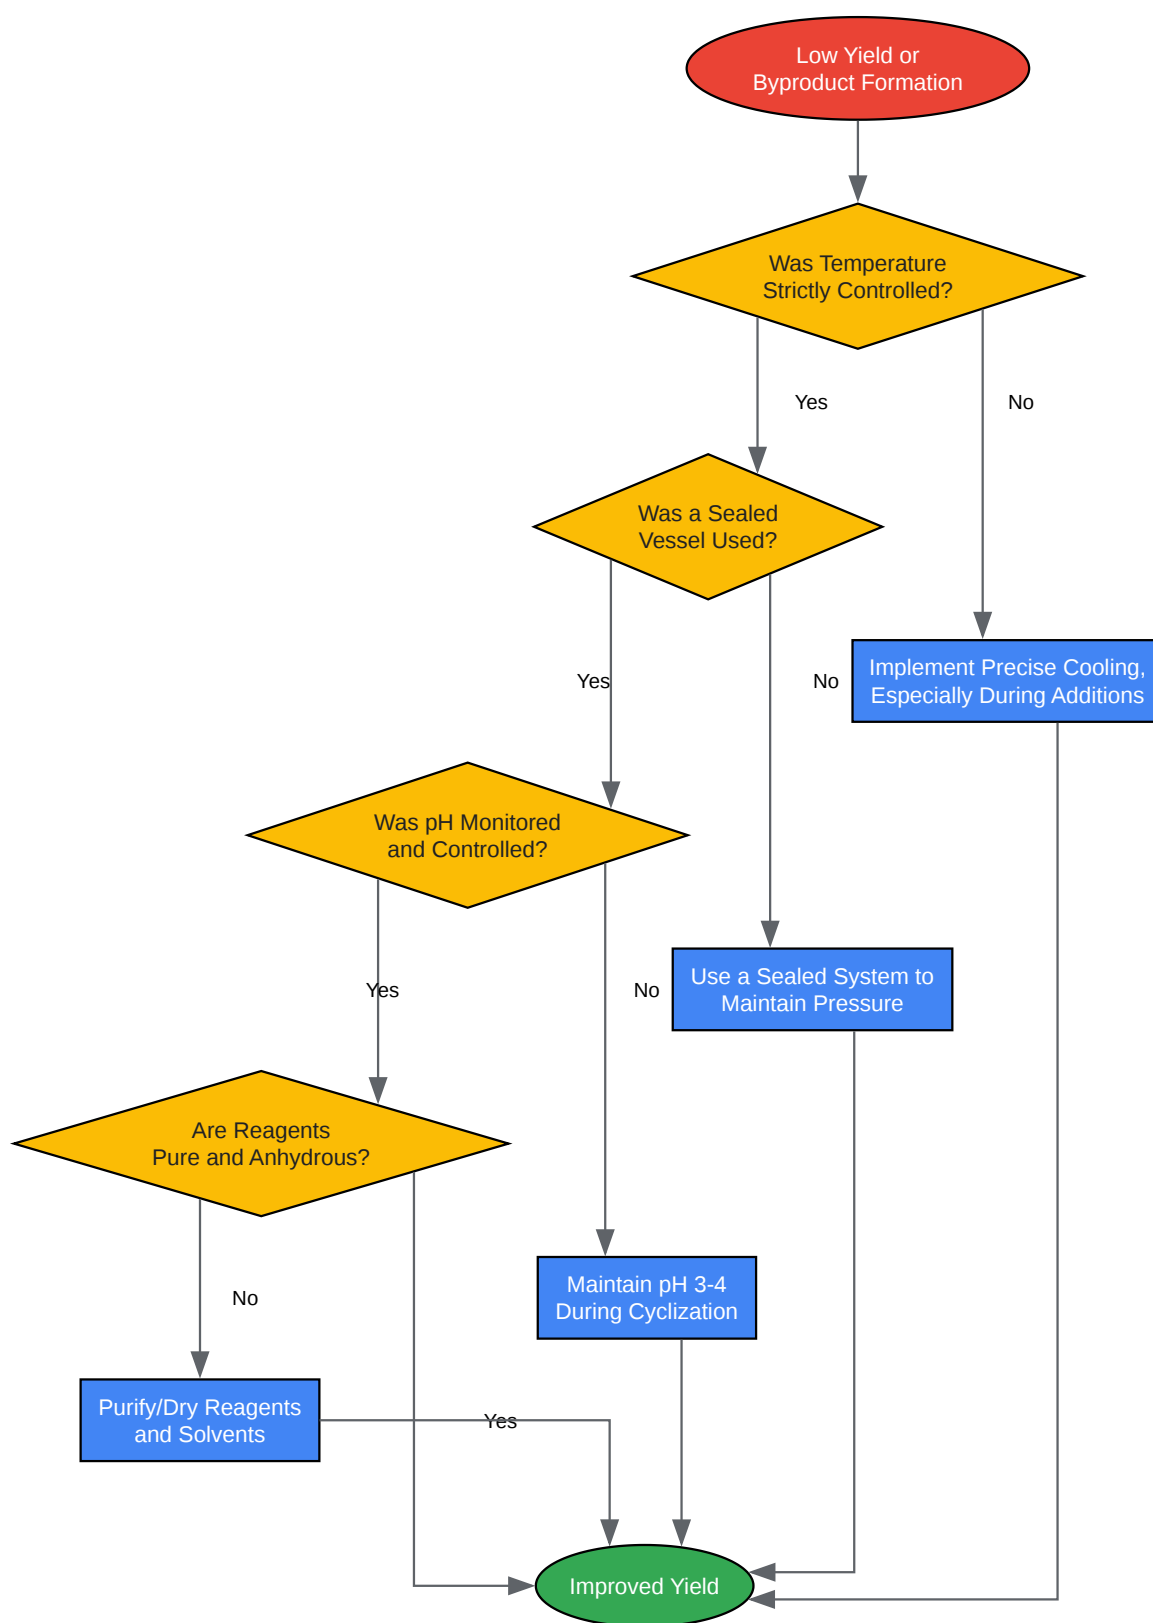 Low Yield or
Byproduct Formation
Was Temperature
Strictly Controlled?
Yes
No
Was a Sealed
Vessel Used?
Yes
No
Implement Precise Cooling,
Especially During Additions
Was pH Monitored
and Controlled?
Yes
No
Use a Sealed System to
Maintain Pressure
Are Reagents
Pure and Anhydrous?
No
Maintain pH 3-4
During Cyclization
Purify/Dry Reagents
and Solvents
Yes
Improved Yield